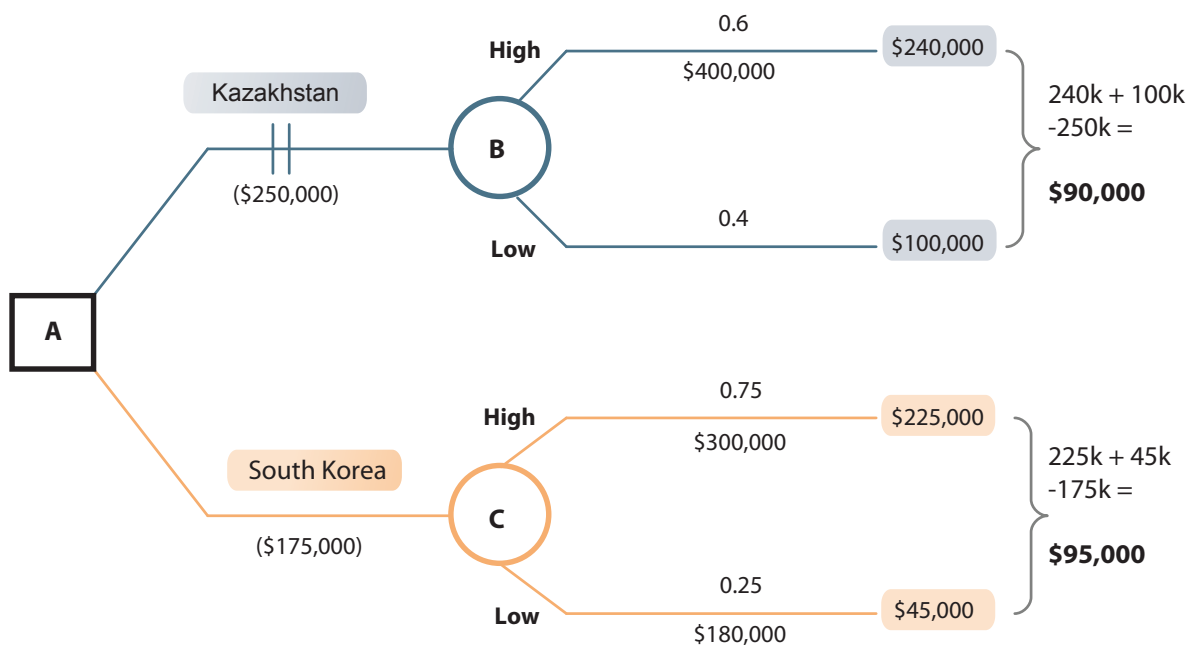 0.6
High
$400,000
$240,000
Kazakhstan
240k + 100k
-250k =
B
($250,000)
$90,000
0.4
Low
$100,000
A
0.75
High
$300,000
$225,000
South Korea
225k + 45k
-175k =
C
($175,000)
$95,000
0.25
Low
$180,000
$45,000